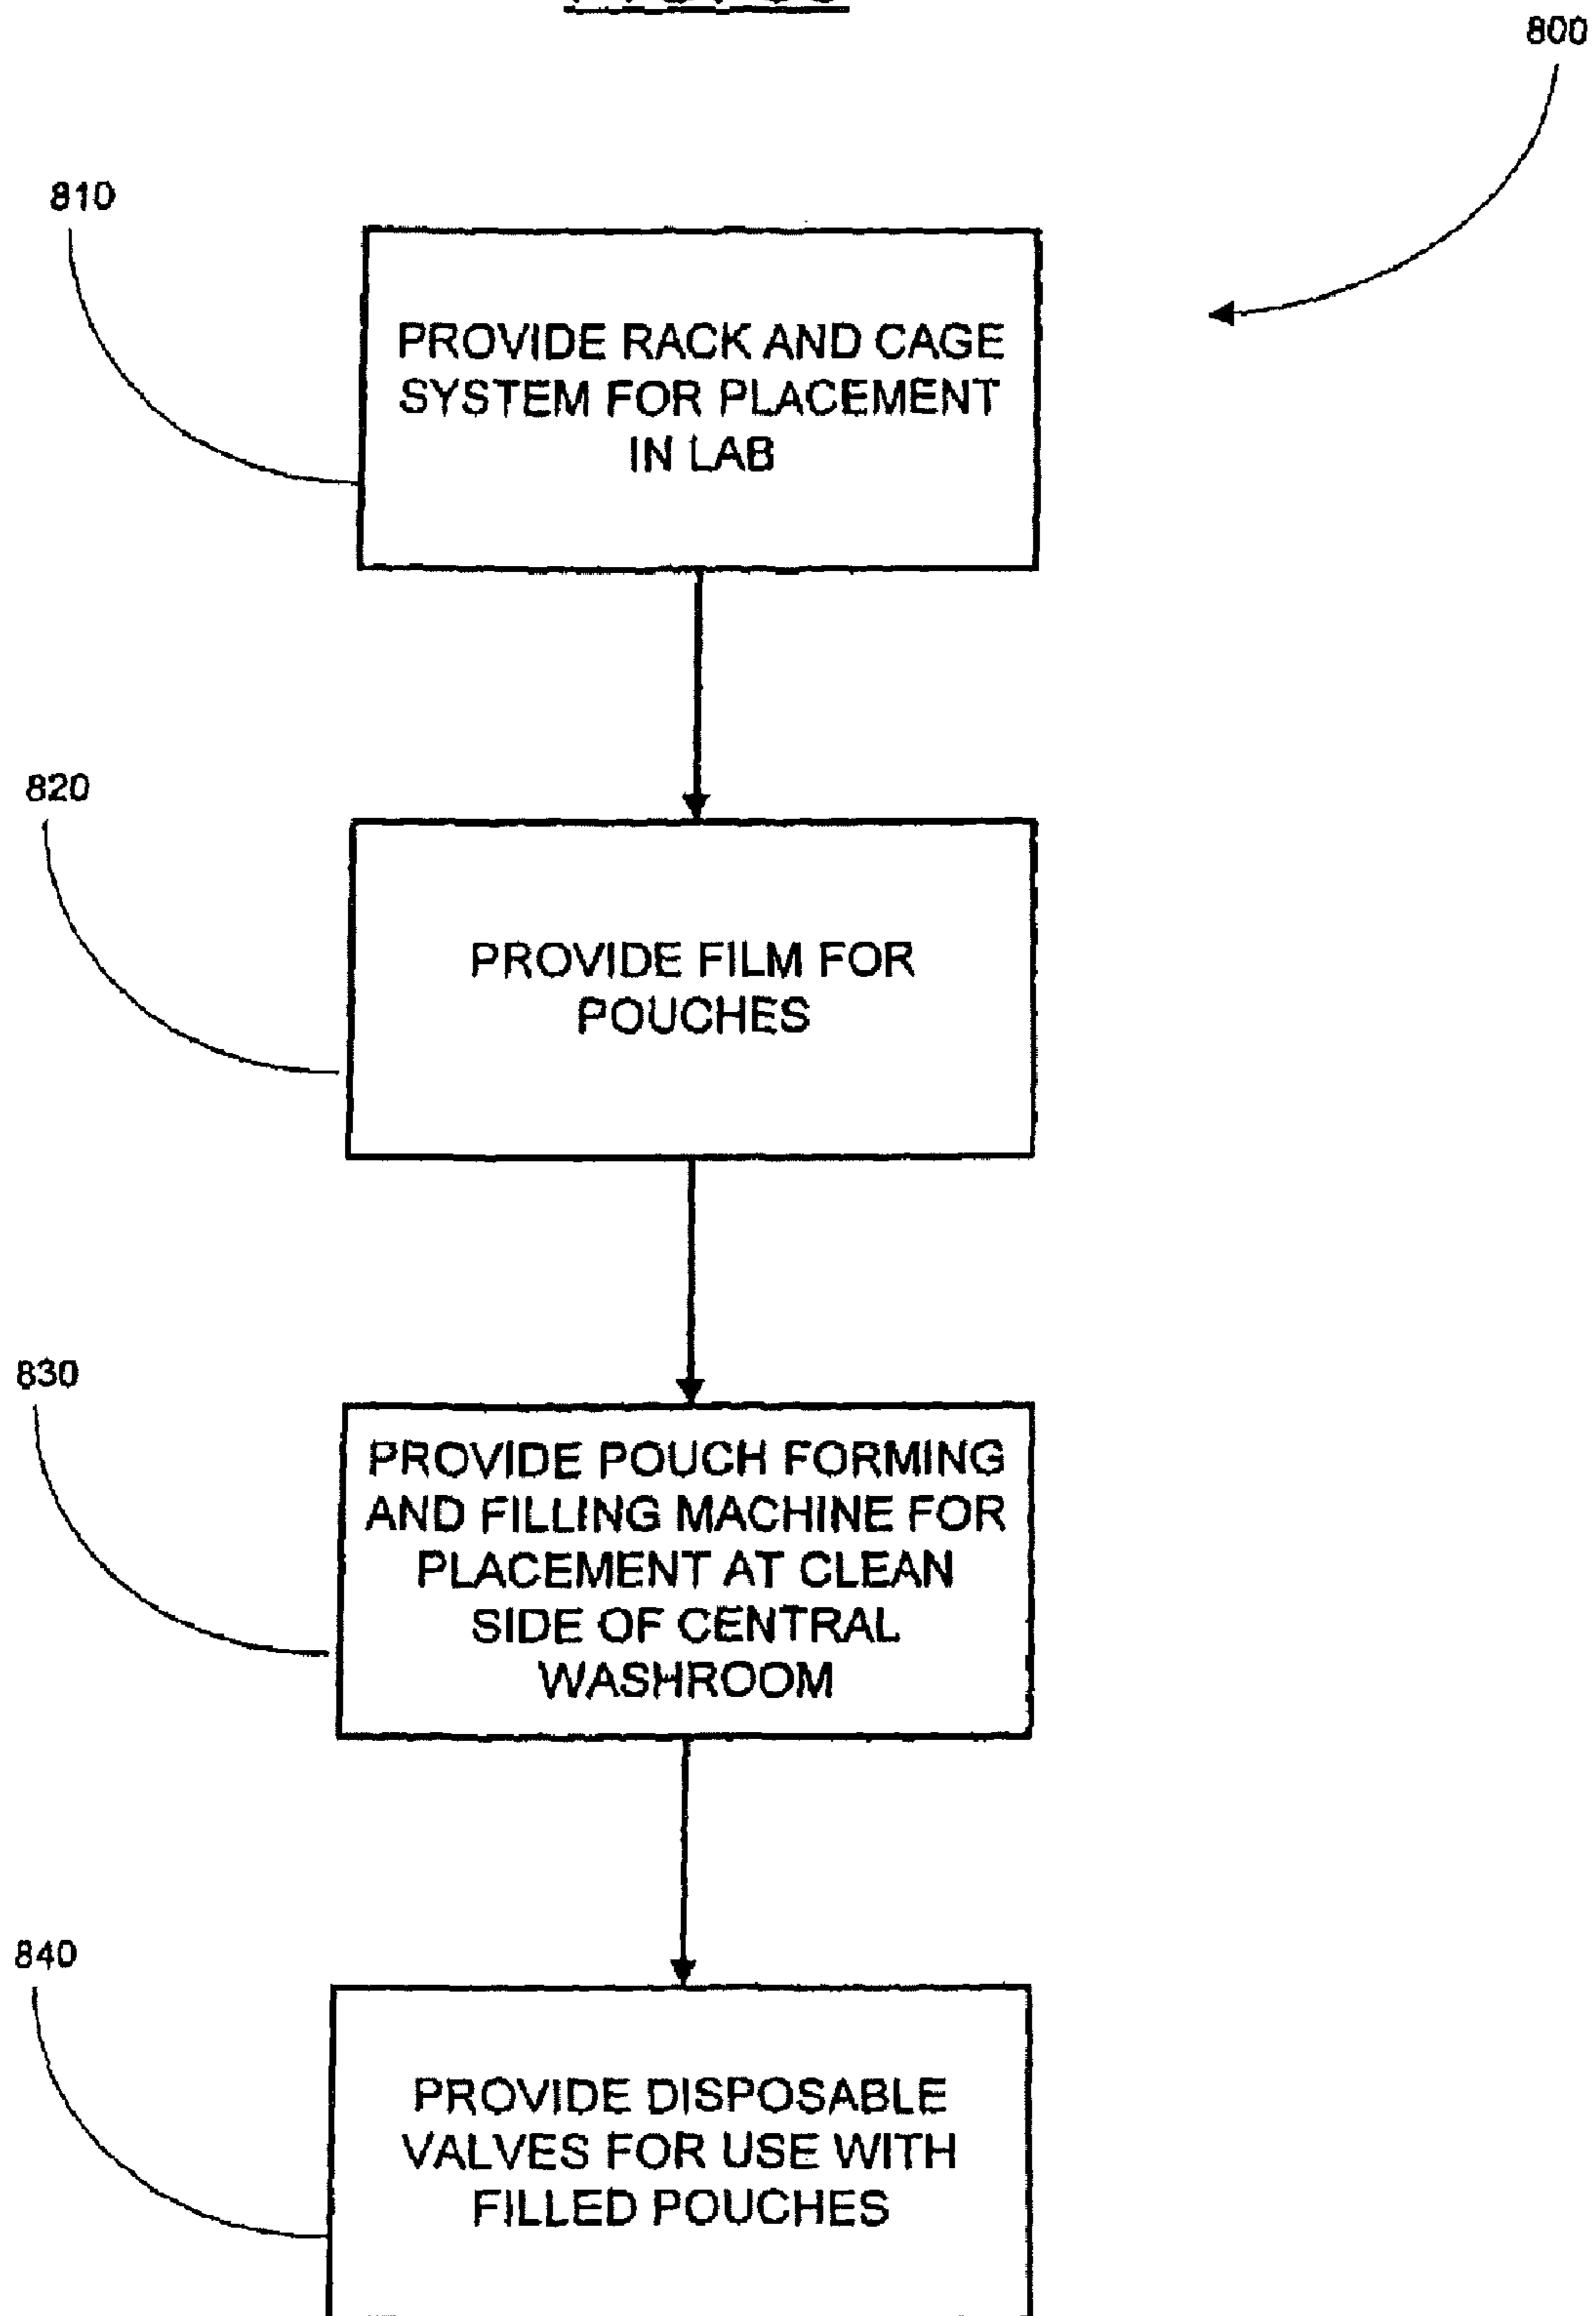 800
810
PROVIDE RACK AND CAGE
SYSTEM FOR PLACEMENT
IN LAB
820
PROVIDE FILM FOR
POUCHES
830
PROVIDE POUCH FORMING
AND FILLING MACHINE FOR
PLACEMENT AT CLEAN
SIDE OF CENTRAL
WASHROOM
840
PROVIDE DISPOSABLE
VALVES FOR USE WITH
FILLED POUCHES